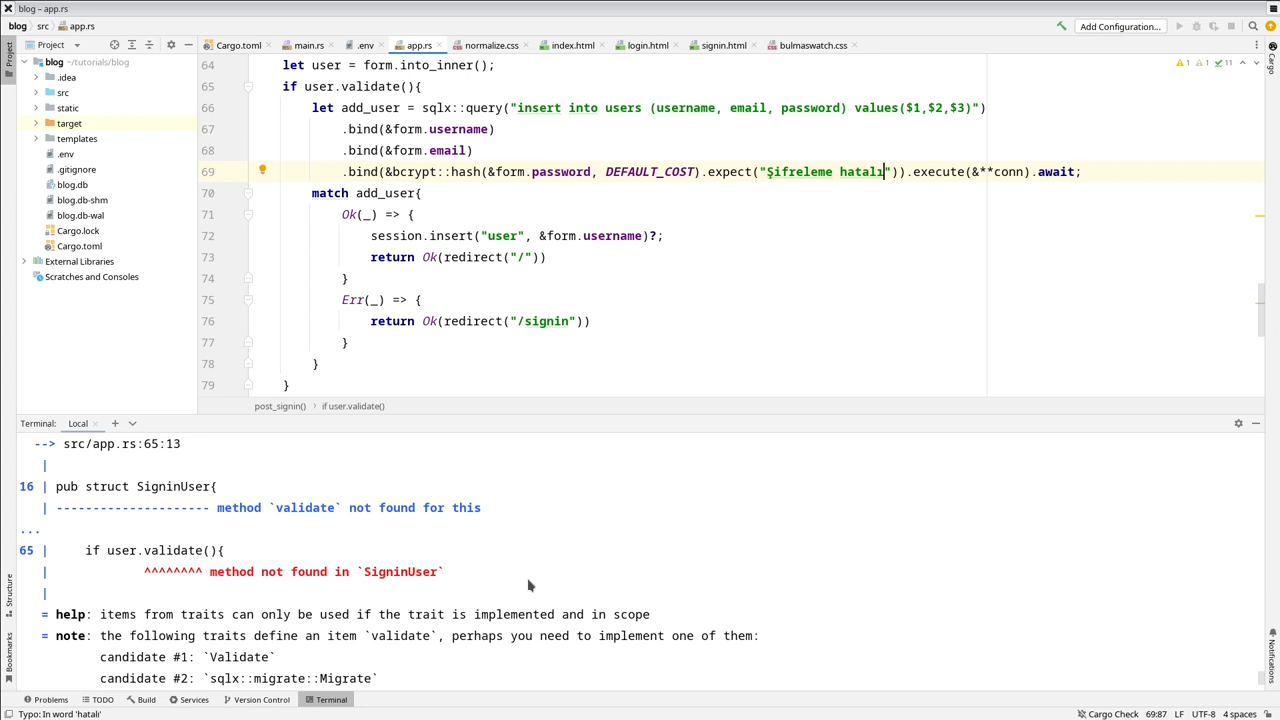 blog – app.rs
blog src app.rs Add Configuration...
Project Cargo.toml main.rs .env app.rs normalize.css index.html login.html signin.html bulmaswatch.css
Project
Cargo
blog ~/tutorials/blog
.idea
src
static
target
templates
.env
.gitignore
blog.db
blog.db-shm
blog.db-wal
Cargo.lock
Cargo.toml
External Libraries
Scratches and Consoles
1 1 11
64 let user = form.into_inner();
65 if user.validate(){
66 let add_user = sqlx::query("insert into users (username, email, password) values($1,$2,$3)")
67 .bind(&form.username)
68 .bind(&form.email)
69 .bind(&bcrypt::hash(&form.password, DEFAULT_COST).expect("Şifreleme hatalı")).execute(&**conn).await;
70 match add_user{
71 Ok(_) => {
72 session.insert("user", &form.username)?;
73 return Ok(redirect("/"))
74 }
75 Err(_) => {
76 return Ok(redirect("/signin"))
77 }
78 }
79 }
post_signin() if user.validate()
Terminal: Local
--> src/app.rs:65:13
|
16 | pub struct SigninUser{
| --------------------- method `validate` not found for this
...
65 | if user.validate(){
| ^^^^^^^^ method not found in `SigninUser`
|
= help: items from traits can only be used if the trait is implemented and in scope
= note: the following traits define an item `validate`, perhaps you need to implement one of them:
candidate #1: `Validate`
candidate #2: `sqlx::migrate::Migrate`
Structure
Bookmarks
Notifications
Problems TODO Build Services Version Control Terminal
Typo: In word 'hatalı' Cargo Check 69:87 LF UTF-8 4 spaces